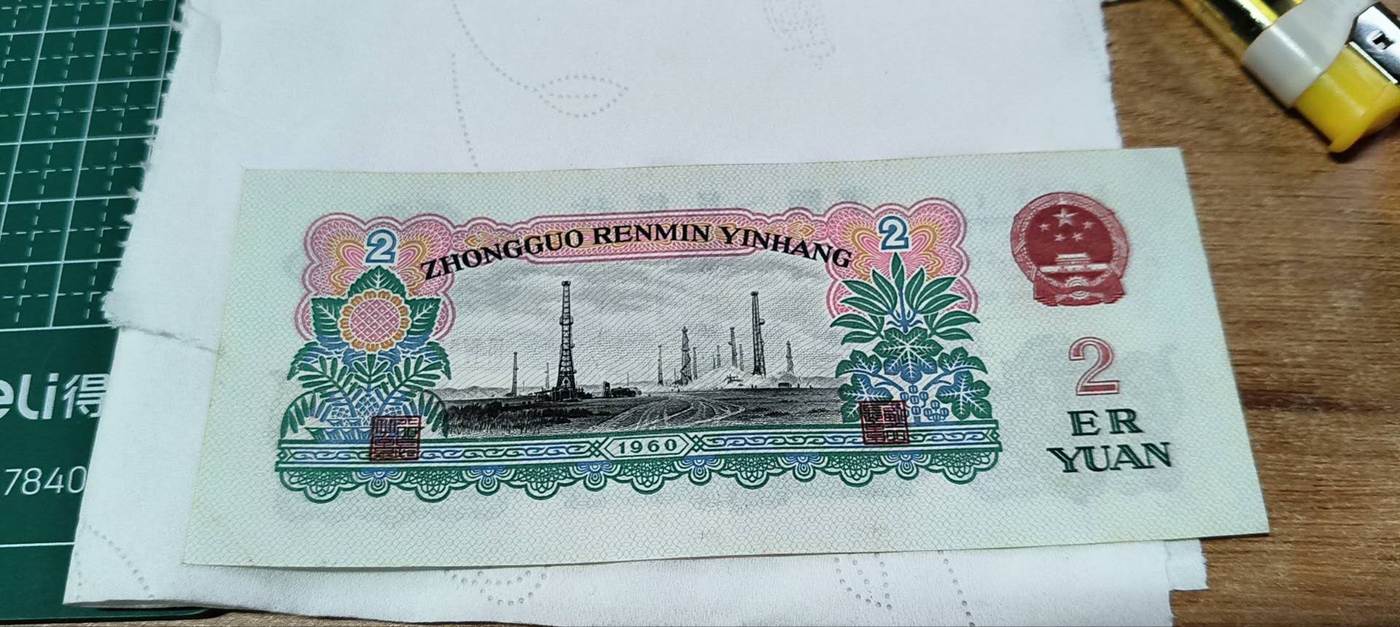 2
2
ZHONGGUO RENMIN YINHANG
2
ER
YUAN
1960
eli得
7840